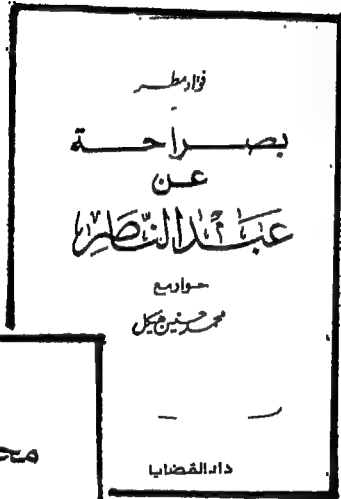 فؤاد مطر
بصراحة
عن
عبد الناصر
حوار مع
محمد حسنين هيكل
دار القضايا